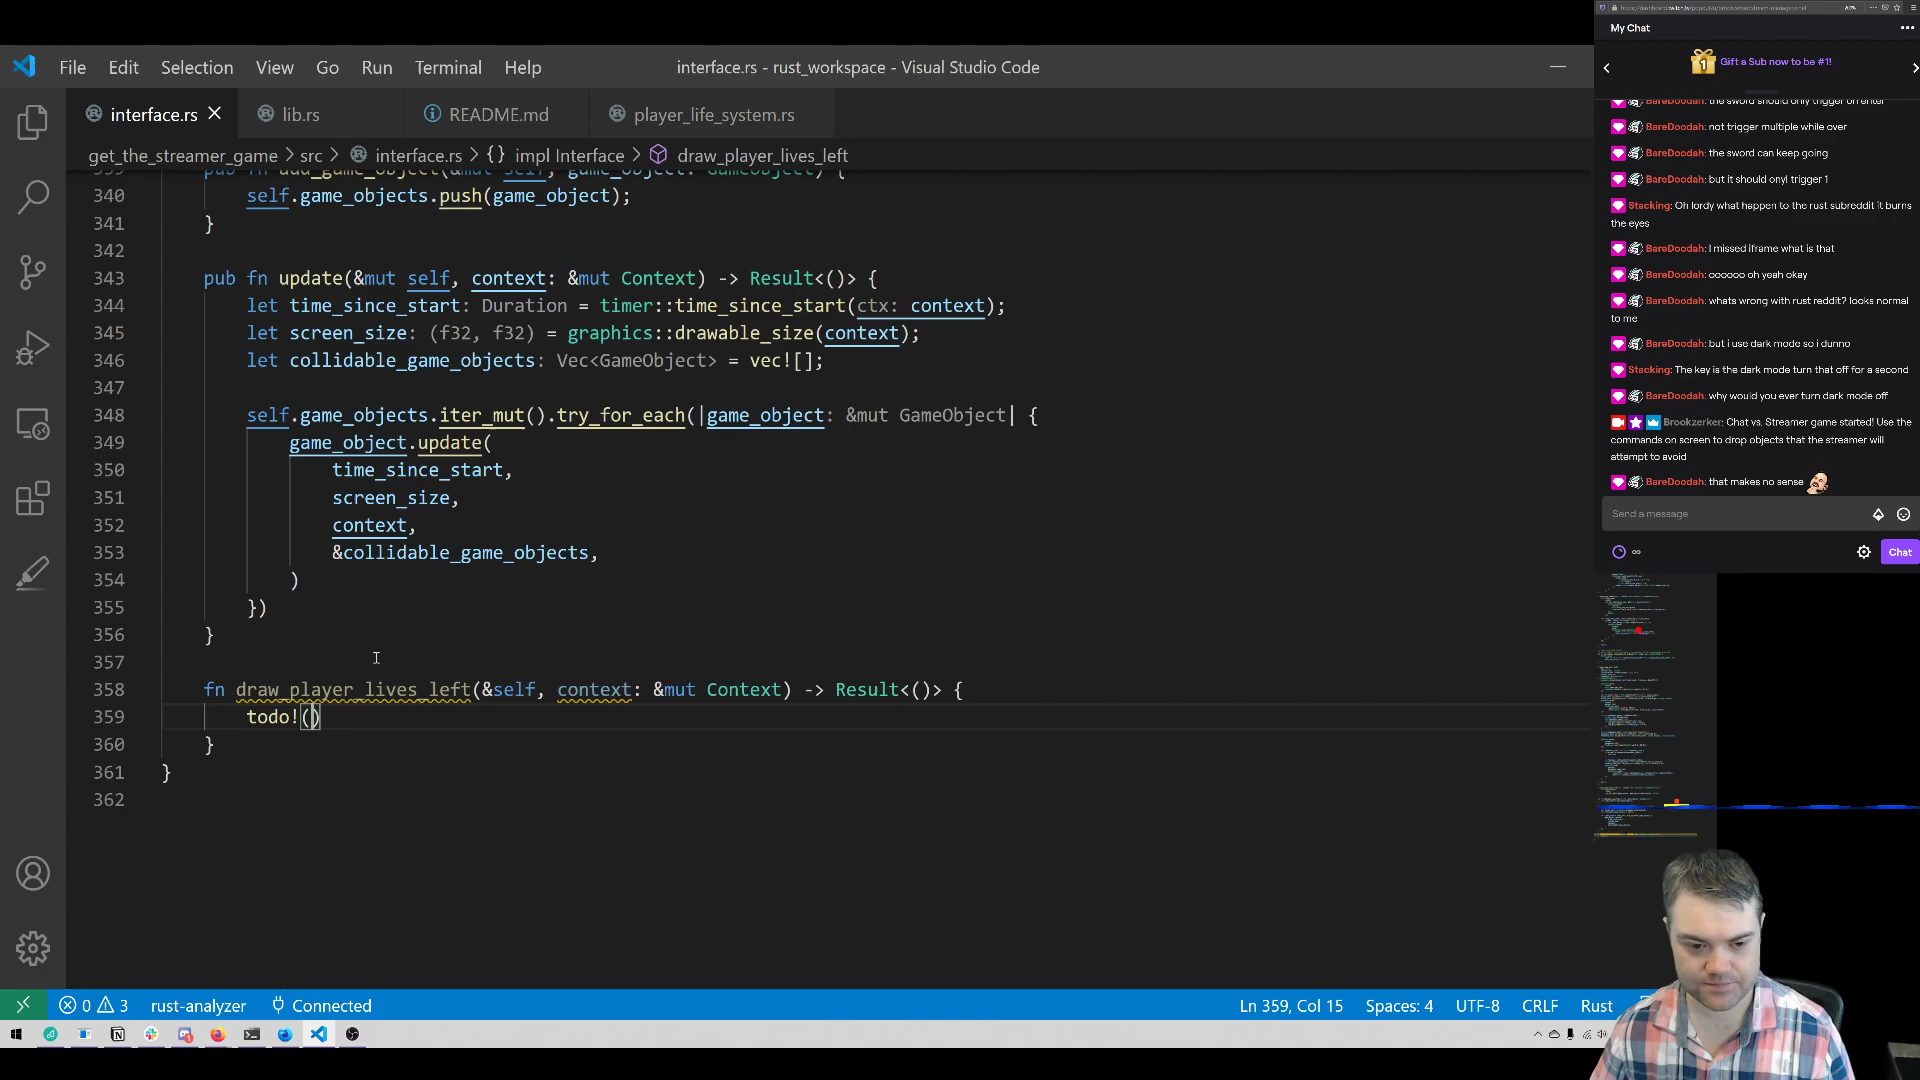 File Edit Selection View Go Run Terminal Help
interface.rs - rust_workspace - Visual Studio Code
interface.rs
lib.rs
README.md
player_life_system.rs
get_the_streamer_game > src > interface.rs > {} impl Interface > draw_player_lives_left
pub fn add_game_object(&mut self, game_object: GameObject) {
340 self.game_objects.push(game_object);
341 }
342
343 pub fn update(&mut self, context: &mut Context) -> Result<()> {
344 let time_since_start: Duration = timer::time_since_start(ctx: context);
345 let screen_size: (f32, f32) = graphics::drawable_size(context);
346 let collidable_game_objects: Vec<GameObject> = vec![];
347
348 self.game_objects.iter_mut().try_for_each(|game_object: &mut GameObject| {
349 game_object.update(
350 time_since_start,
351 screen_size,
352 context,
353 &collidable_game_objects,
354 )
355 })
356 }
357
358 fn draw_player_lives_left(&self, context: &mut Context) -> Result<()> {
359 todo!()
360 }
361 }
362
0 3 rust-analyzer Connected
Ln 359, Col 15 Spaces: 4 UTF-8 CRLF Rust
My Chat
1 Gift a Sub now to be #1!
BareDoodah: the sword should only trigger on enter
BareDoodah: not trigger multiple while over
BareDoodah: the sword can keep going
BareDoodah: but it should onyl trigger 1
Stacking: Oh lordy what happen to the rust subreddit it burns
the eyes
BareDoodah: I missed iframe what is that
BareDoodah: oooooo oh yeah okay
BareDoodah: whats wrong with rust reddit? looks normal
to me
BareDoodah: but i use dark mode so i dunno
Stacking: The key is the dark mode turn that off for a second
BareDoodah: why would you ever turn dark mode off
Brookzerker: Chat vs. Streamer game started! Use the
commands on screen to drop objects that the streamer will
attempt to avoid
BareDoodah: that makes no sense
Send a message
∞
Chat